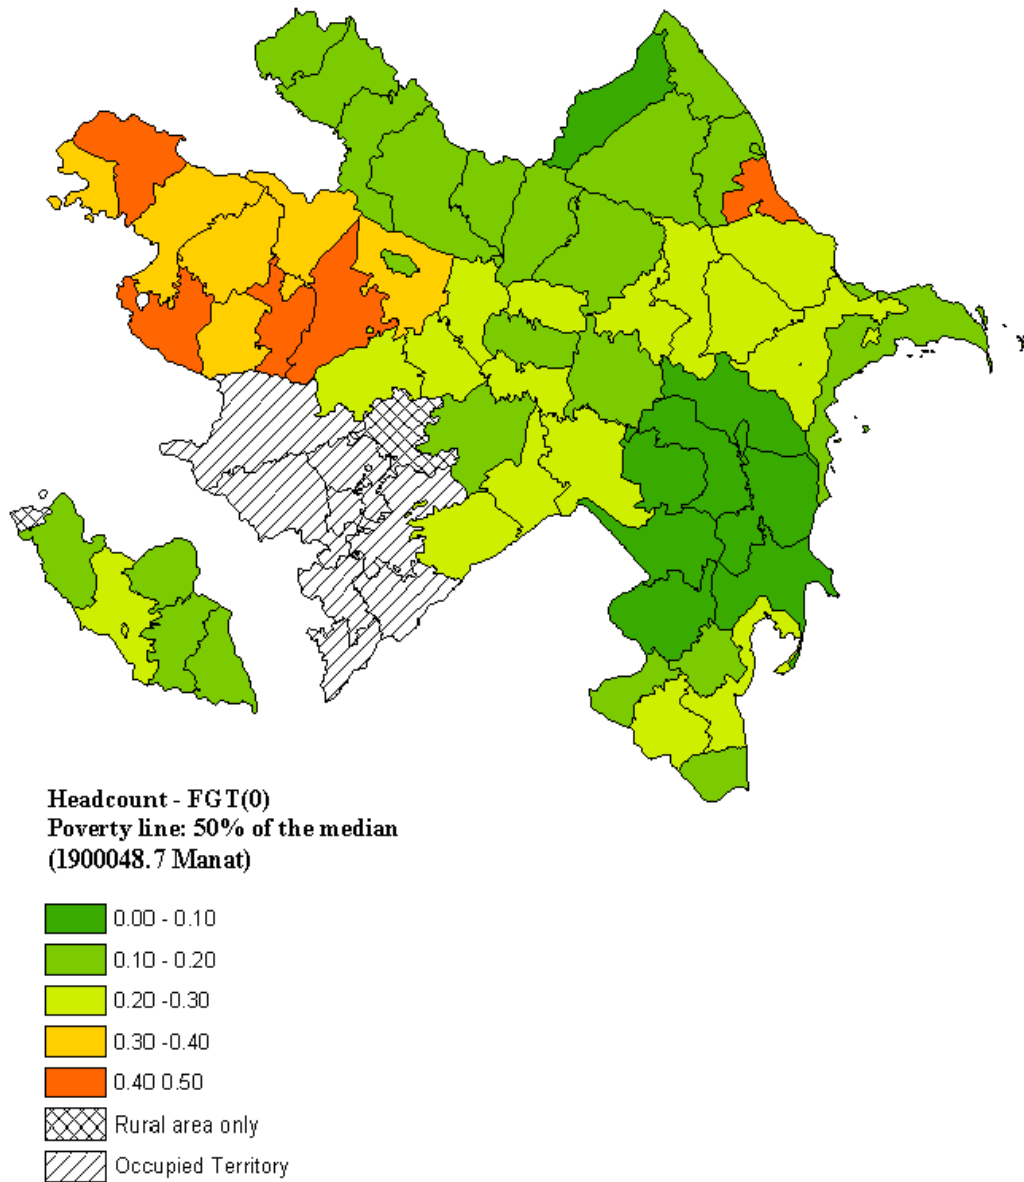 Headcount - FGT(0)
Poverty line: 50% of the median
(1900048.7 Manat)
0.00 - 0.10
0.10 - 0.20
0.20 -0.30
0.30 -0.40
0.40 0.50
Rural area only
Occupied Territory